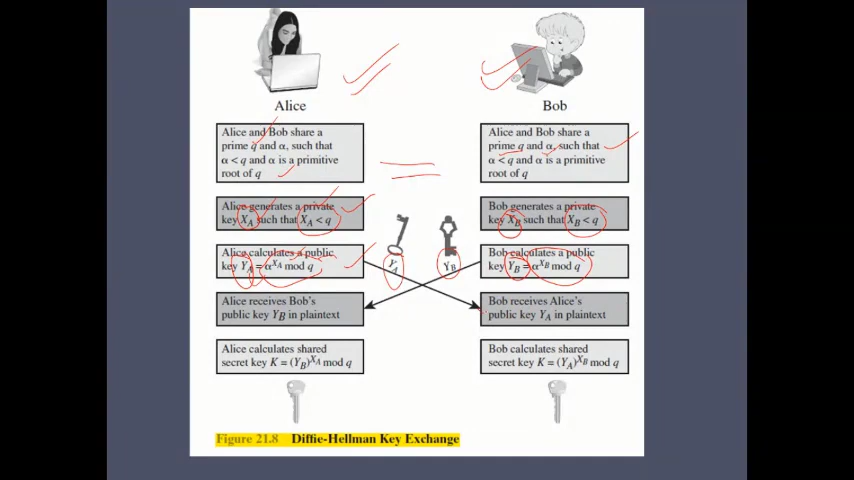 Alice
Bob
Alice and Bob share a
prime q and α, such that
α < q and α is a primitive
root of q
Alice and Bob share a
prime q and α, such that
α < q and α is a primitive
root of q
Alice generates a private
key X_A such that X_A < q
Bob generates a private
key X_B such that X_B < q
Alice calculates a public
key Y_A = α^X_A mod q
Y_A
Y_B
Bob calculates a public
key Y_B = α^X_B mod q
Alice receives Bob's
public key Y_B in plaintext
Bob receives Alice's
public key Y_A in plaintext
Alice calculates shared
secret key K = (Y_B)^X_A mod q
Bob calculates shared
secret key K = (Y_A)^X_B mod q
Figure 21.8 Diffie-Hellman Key Exchange